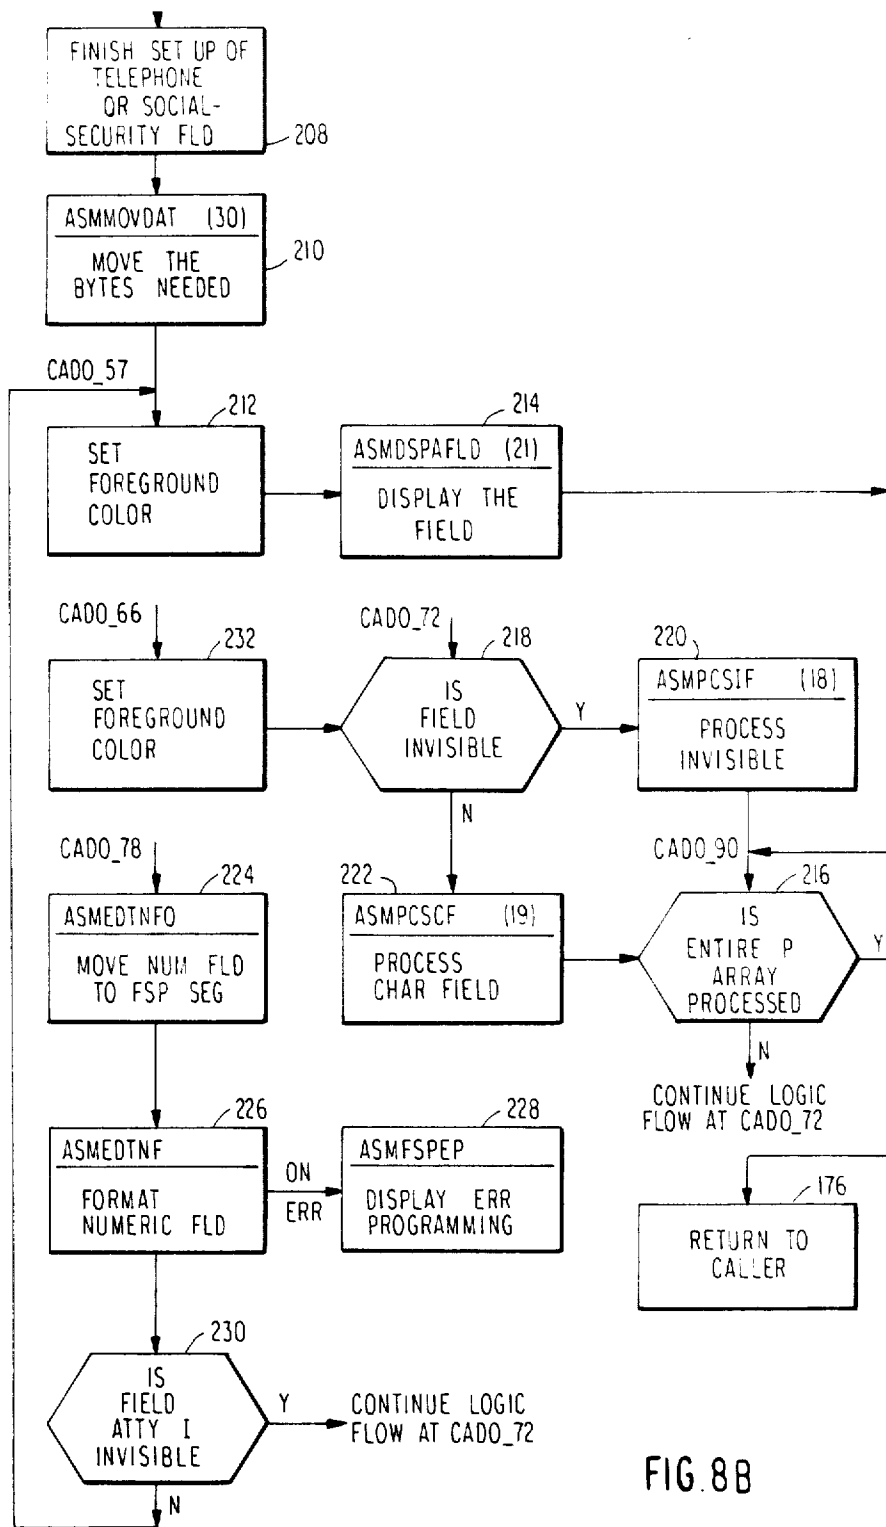 FINISH SET UP OF
TELEPHONE
OR SOCIAL-
SECURITY FLD
208
ASMMOVDAT (30)
MOVE THE
BYTES NEEDED
210
CADO_57
212
SET
FOREGROUND
COLOR
214
ASMDSPAFLD (21)
DISPLAY THE
FIELD
CADO_66
232
SET
FOREGROUND
COLOR
CADO_72
218
IS
FIELD
INVISIBLE
Y
N
220
ASMPCSIF (18)
PROCESS
INVISIBLE
CADO_78
224
ASMEDTNFO
MOVE NUM FLD
TO FSP SEG
222
ASMPCSCF (19)
PROCESS
CHAR FIELD
CADO_90
216
IS
ENTIRE P
ARRAY
PROCESSED
Y
N
CONTINUE LOGIC
FLOW AT CADO_72
226
ASMEDTNF
FORMAT
NUMERIC FLD
ON
ERR
228
ASMFSPEP
DISPLAY ERR
PROGRAMMING
176
RETURN TO
CALLER
230
IS
FIELD
ATTY I
INVISIBLE
Y
N
CONTINUE LOGIC
FLOW AT CADO_72
FIG.8B